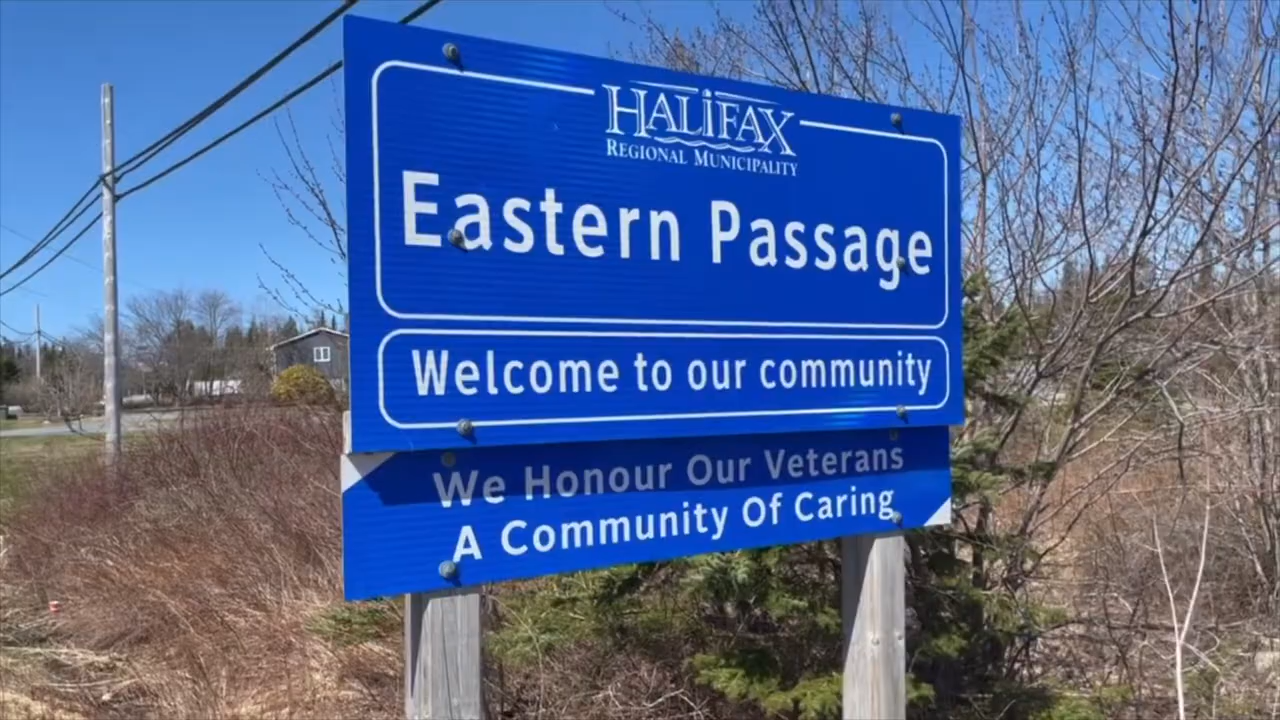 HALiFAX
REGIONAL MUNICIPALITY
Eastern Passage
Welcome to our community
We Honour Our Veterans
A Community Of Caring